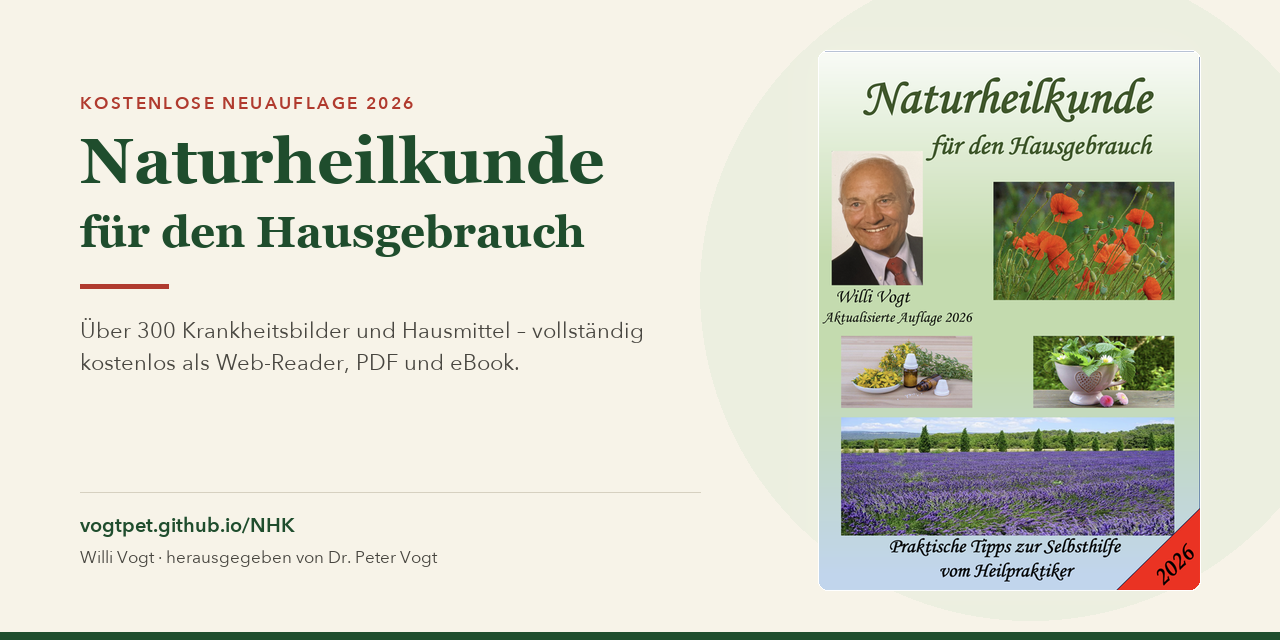 KOSTENLOSE NEUAUFLAGE 2026
Naturheilkunde
für den Hausgebrauch
Über 300 Krankheitsbilder und Hausmittel – vollständig
kostenlos als Web-Reader, PDF und eBook.
vogtpet.github.io/NHK
Willi Vogt · herausgegeben von Dr. Peter Vogt
Naturheilkunde
für den Hausgebrauch
Willi Vogt
Aktualisierte Auflage 2026
Praktische Tipps zur Selbsthilfe
vom Heilpraktiker
2026